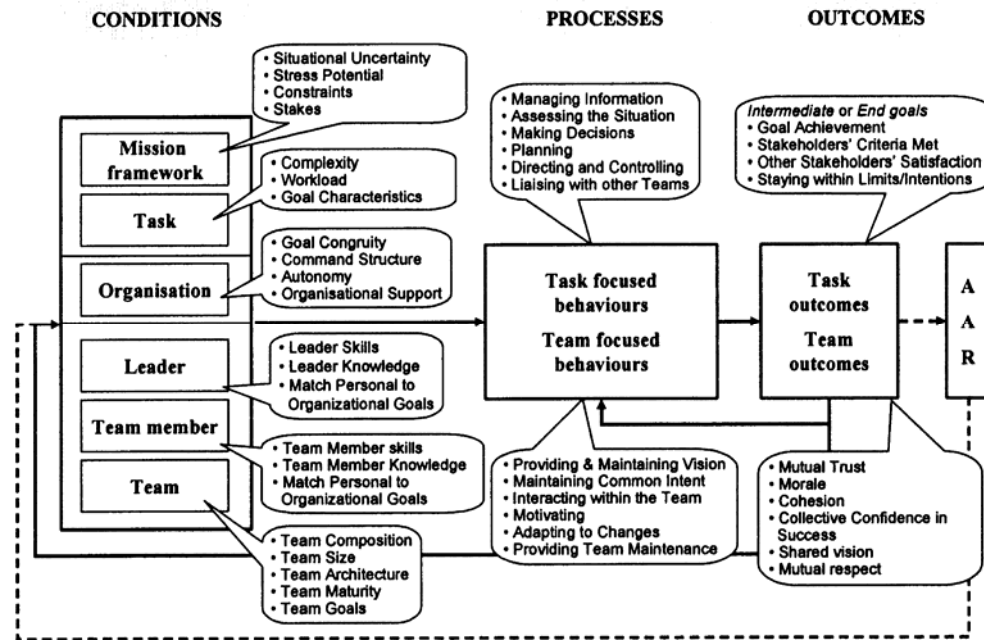 CONDITIONS
PROCESSES
OUTCOMES
• Situational Uncertainty
• Stress Potential
• Constraints
• Stakes
Mission
framework
• Complexity
• Workload
• Goal Characteristics
Task
• Goal Congruity
• Command Structure
• Autonomy
• Organisational Support
Organisation
• Leader Skills
• Leader Knowledge
• Match Personal to
Organizational Goals
Leader
• Team Member skills
• Team Member Knowledge
• Match Personal to
Organizational Goals
Team member
Team
• Team Composition
• Team Size
• Team Architecture
• Team Maturity
• Team Goals
• Managing Information
• Assessing the Situation
• Making Decisions
• Planning
• Directing and Controlling
• Liaising with other Teams
Task focused
behaviours
Team focused
behaviours
• Providing & Maintaining Vision
• Maintaining Common Intent
• Interacting within the Team
• Motivating
• Adapting to Changes
• Providing Team Maintenance
Intermediate or End goals
• Goal Achievement
• Stakeholders' Criteria Met
• Other Stakeholders' Satisfaction
• Staying within Limits/Intentions
Task
outcomes
Team
outcomes
• Mutual Trust
• Morale
• Cohesion
• Collective Confidence in
Success
• Shared vision
• Mutual respect
A
A
R